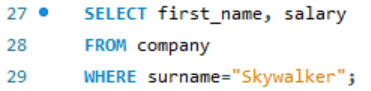 27 SELECT first_name, salary
28 FROM company
29 WHERE surname="Skywalker";